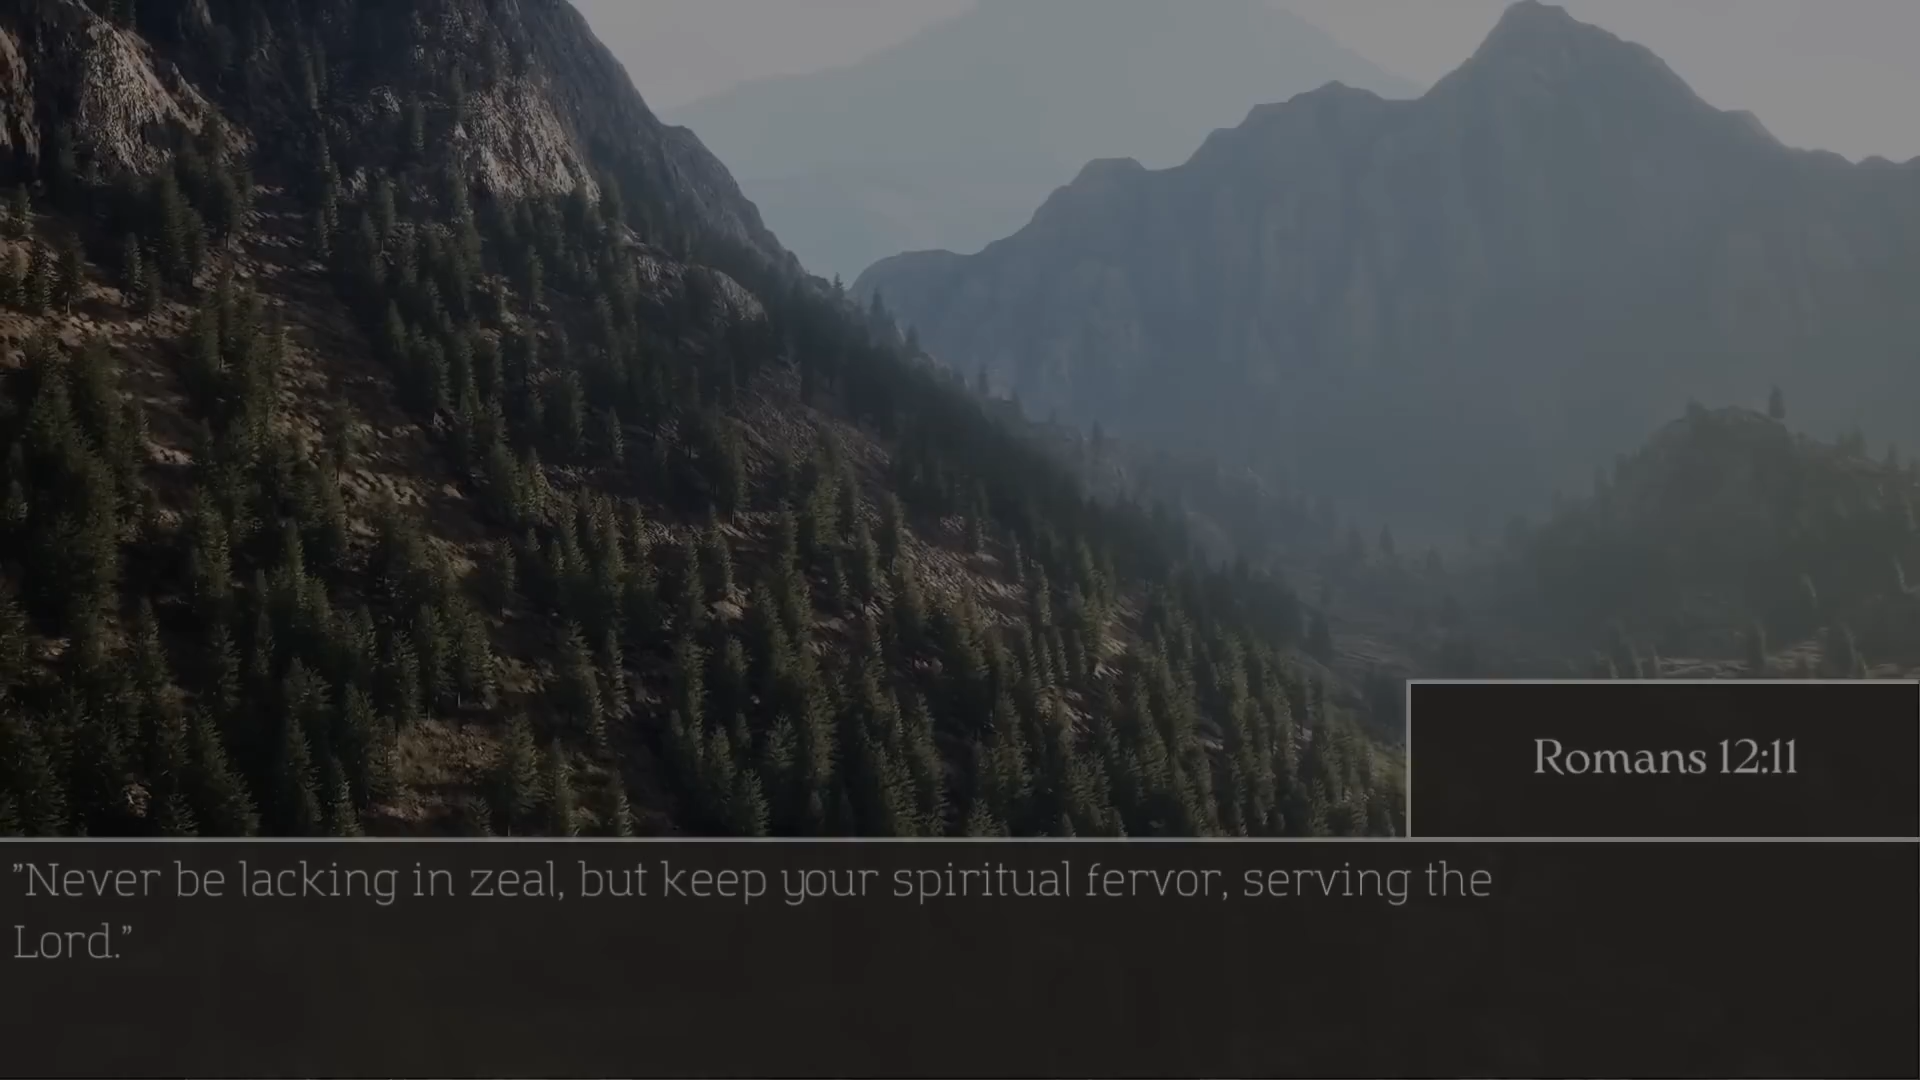 Romans 12:11
”Never be lacking in zeal, but keep your spiritual fervor, serving the
Lord.”